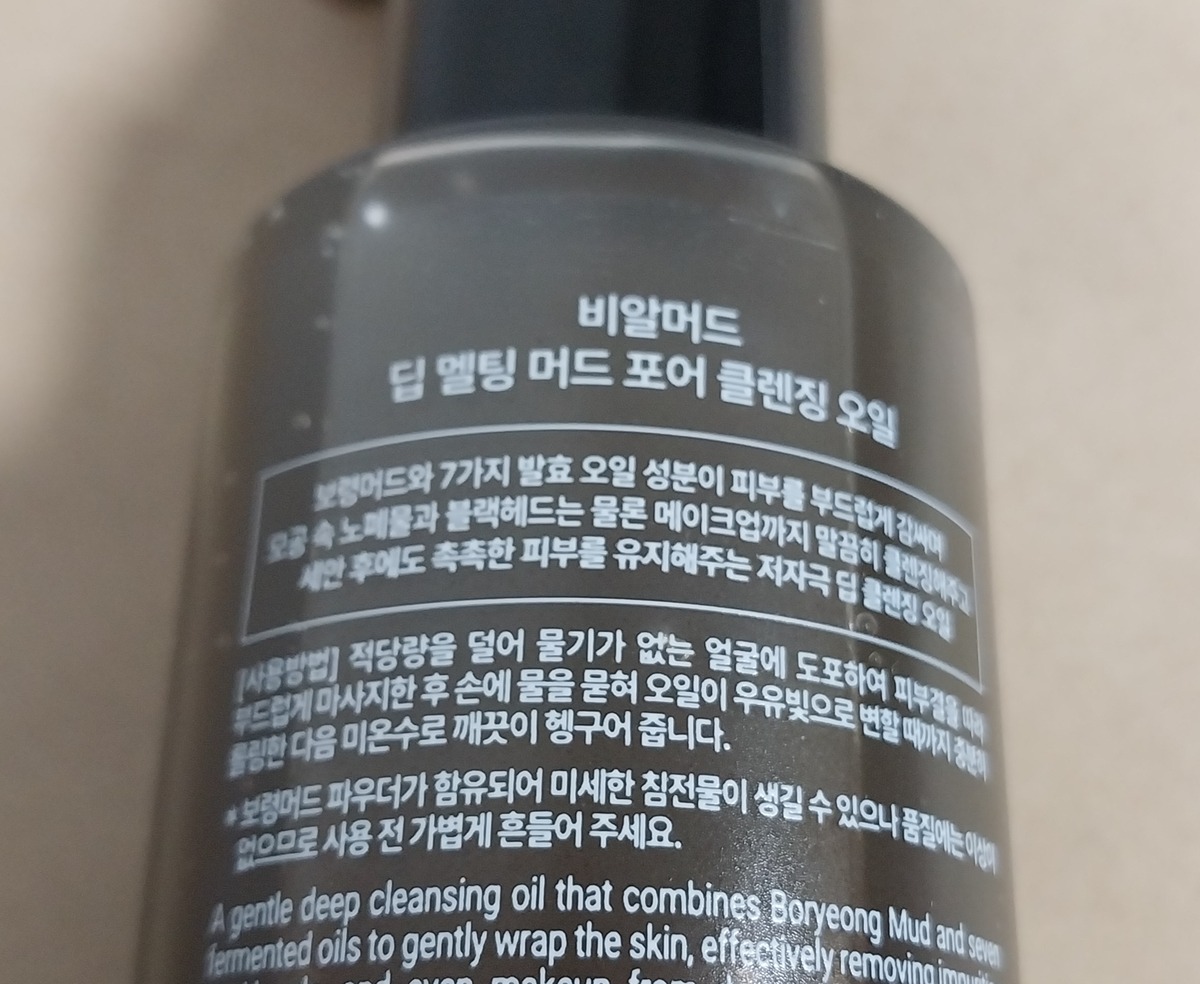 비알머드
딥 멜팅 머드 포어 클렌징 오일
보령머드와 7가지 발효 오일 성분이 피부를 부드럽게 감싸며
모공 속 노폐물과 블랙헤드는 물론 메이크업까지 말끔히 클렌징해주고
세안 후에도 촉촉한 피부를 유지해주는 저자극 딥 클렌징 오일
[사용방법] 적당량을 덜어 물기가 없는 얼굴에 도포하여 피부결을 따라
부드럽게 마사지한 후 손에 물을 묻혀 오일이 우유빛으로 변할 때까지 충분히
롤링한 다음 미온수로 깨끗이 헹구어 줍니다.
* 보령머드 파우더가 함유되어 미세한 침전물이 생길 수 있으나 품질에는 이상이
없으므로 사용 전 가볍게 흔들어 주세요.
A gentle deep cleansing oil that combines Boryeong Mud and seven
fermented oils to gently wrap the skin, effectively removing
and even makeup from